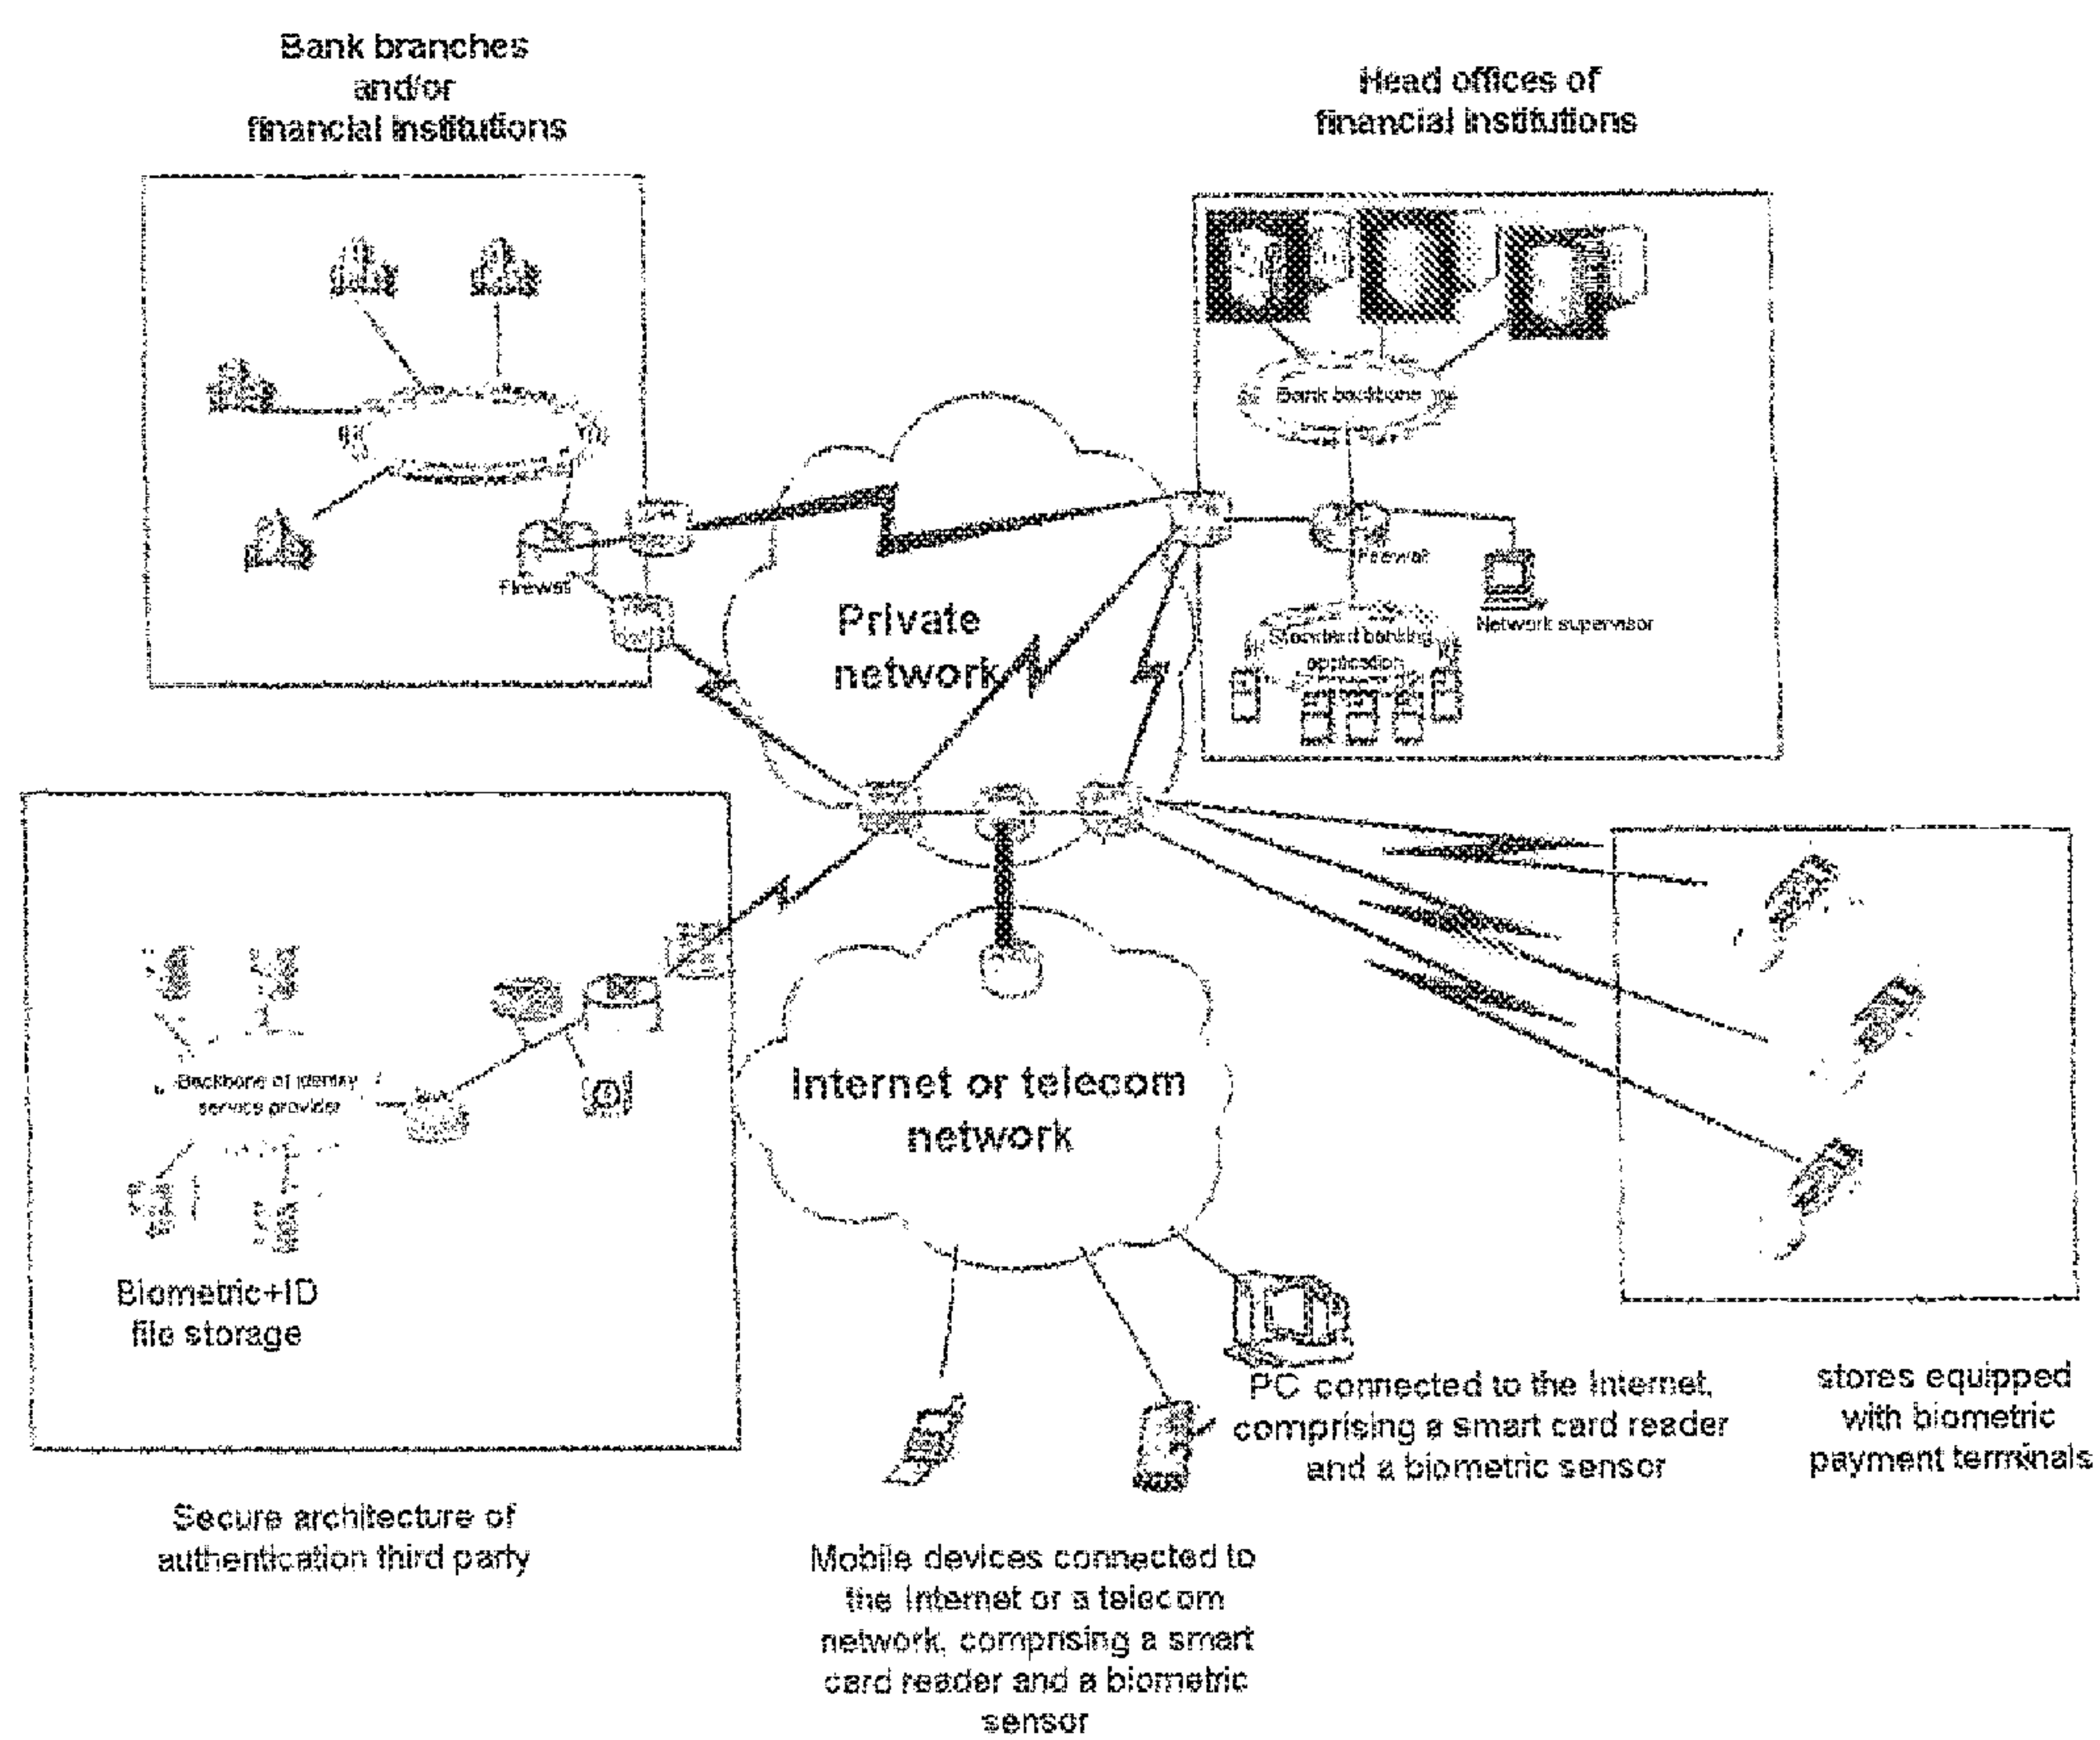 Bank branches
and/or
financial institutions
Head offices of
financial institutions
Bank backbone
Firewall
Firewall
Network supervisor
Standard banking
application
Private
network
Backbone of identity
service provider
Internet or telecom
network
Biometric+ID
file storage
PC connected to the Internet,
comprising a smart card reader
and a biometric sensor
stores equipped
with biometric
payment terminals
Secure architecture of
authentication third party
Mobile devices connected to
the Internet or a telecom
network, comprising a smart
card reader and a biometric
sensor